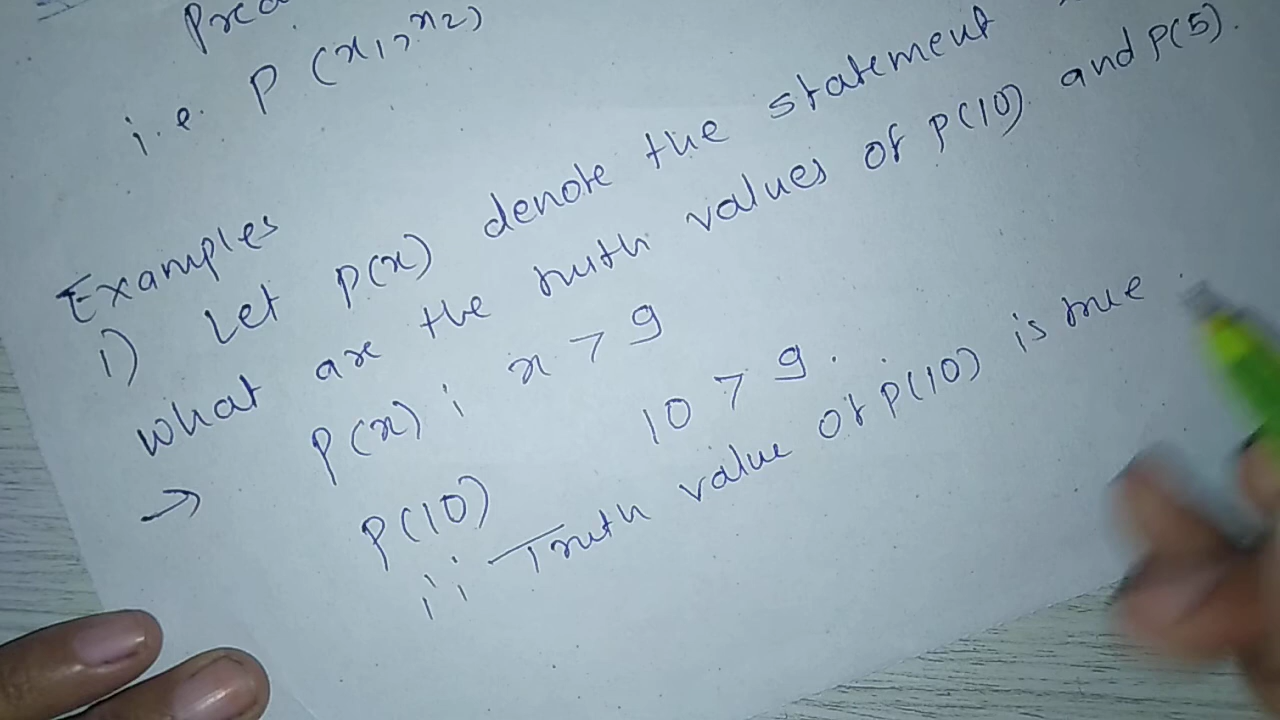 i.e. P (x1, x2)
Examples
1) Let P(x) denote the statement
what are the truth values of P(10) and P(5).
→ P(x) : x > 9
P(10) 10 > 9.
∴ Truth value of P(10) is true